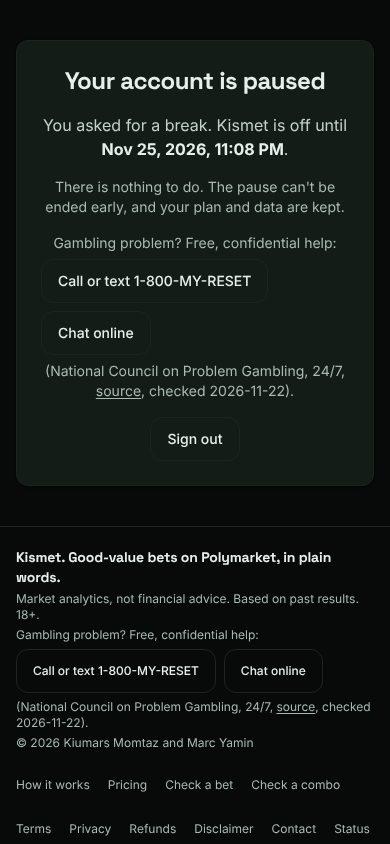 Your account is paused
You asked for a break. Kismet is off until
Nov 25, 2026, 11:08 PM.
There is nothing to do. The pause can't be
ended early, and your plan and data are kept.
Gambling problem? Free, confidential help:
Call or text 1-800-MY-RESET
Chat online
(National Council on Problem Gambling, 24/7,
source, checked 2026-11-22).
Sign out
Kismet. Good-value bets on Polymarket, in plain
words.
Market analytics, not financial advice. Based on past results.
18+.
Gambling problem? Free, confidential help:
Call or text 1-800-MY-RESET Chat online
(National Council on Problem Gambling, 24/7, source, checked
2026-11-22).
© 2026 Kiumars Momtaz and Marc Yamin
How it works Pricing Check a bet Check a combo
Terms Privacy Refunds Disclaimer Contact Status